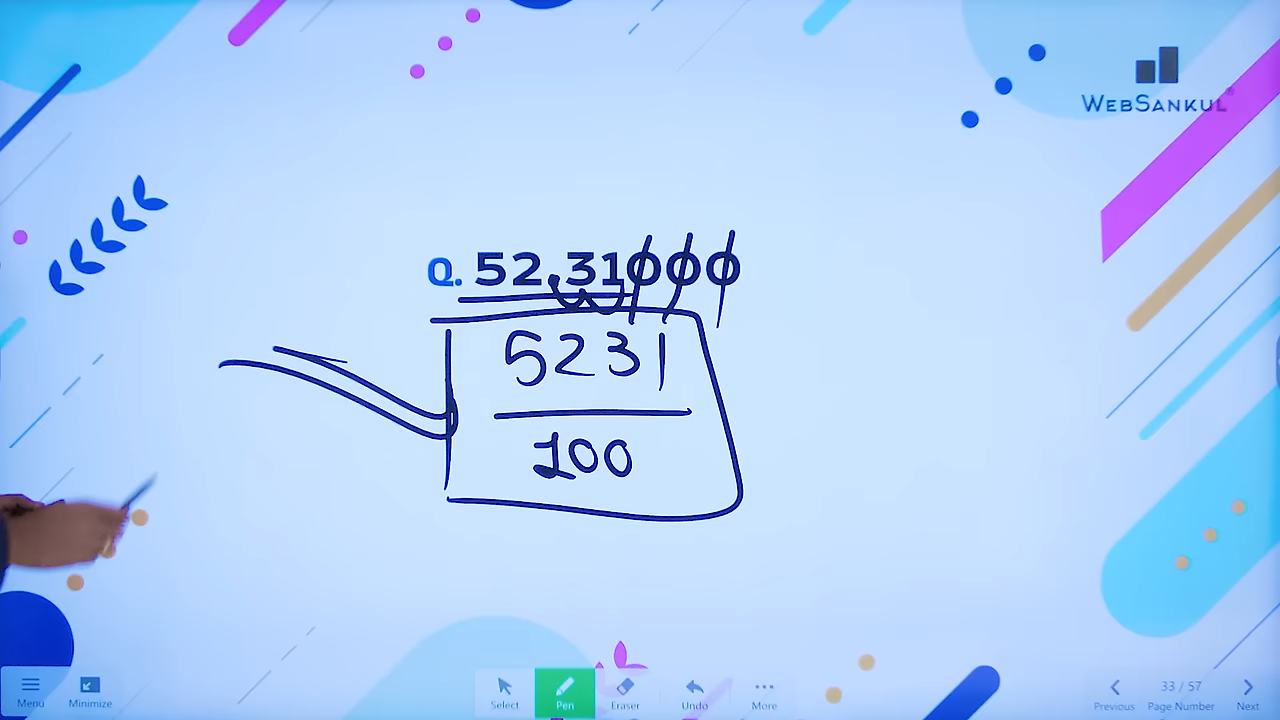 WEBSANKUL®
Q. 52.31000
5231
100
Menu
Minimize
Select
Pen
Eraser
Undo
More
Previous
33 / 57
Page Number
Next